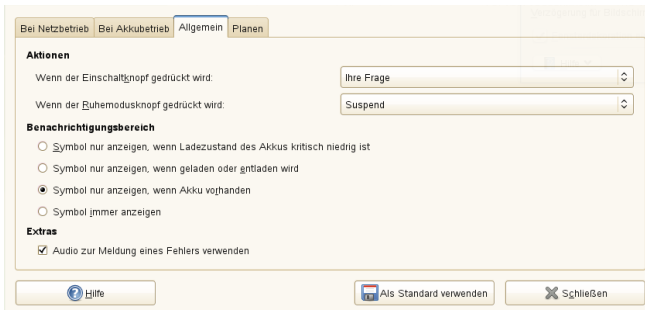 Bei Netzbetrieb Bei Akkubetrieb Allgemein Planen
Aktionen
Wenn der Einschaltknopf gedrückt wird: Ihre Frage
Wenn der Ruhemodusknopf gedrückt wird: Suspend
Benachrichtigungsbereich
Symbol nur anzeigen, wenn Ladezustand des Akkus kritisch niedrig ist
Symbol nur anzeigen, wenn geladen oder entladen wird
Symbol nur anzeigen, wenn Akku vorhanden
Symbol immer anzeigen
Extras
Audio zur Meldung eines Fehlers verwenden
Hilfe Als Standard verwenden Schließen